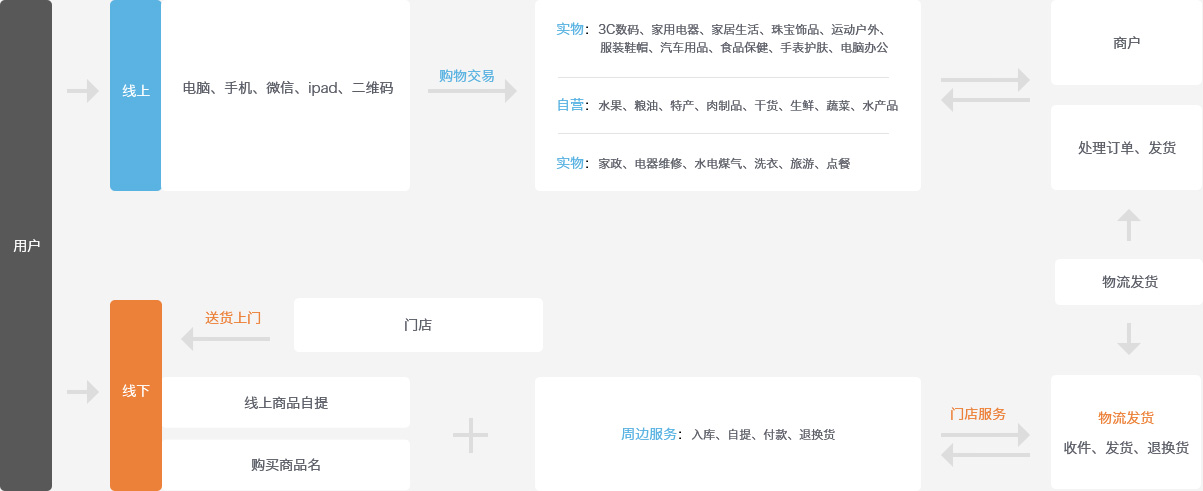 用户
线上
电脑、手机、微信、ipad、二维码
购物交易
实物：3C数码、家用电器、家居生活、珠宝饰品、运动户外、
服装鞋帽、汽车用品、食品保健、手表护肤、电脑办公
自营：水果、粮油、特产、肉制品、干货、生鲜、蔬菜、水产品
实物：家政、电器维修、水电煤气、洗衣、旅游、点餐
商户
处理订单、发货
物流发货
线下
送货上门
门店
线上商品自提
购买商品名
周边服务：入库、自提、付款、退换货
门店服务
物流发货
收件、发货、退换货